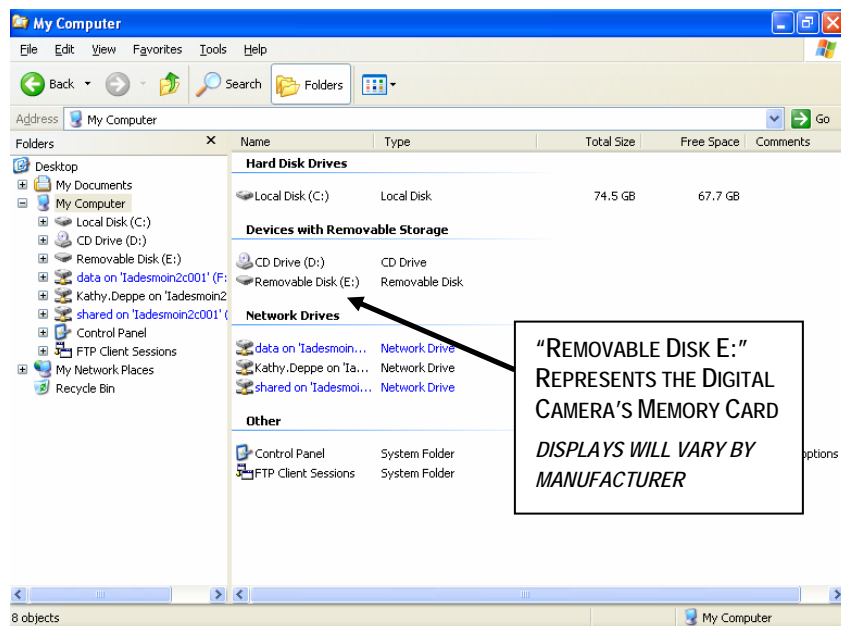 My Computer
File Edit View Favorites Tools Help
Back Search Folders
Address My Computer Go
Folders X Name Type Total Size Free Space Comments
Desktop
My Documents
My Computer
Local Disk (C:)
CD Drive (D:)
Removable Disk (E:)
data on 'Iadesmoin2c001' (F:
Kathy.Deppe on 'Iadesmoin2
shared on 'Iadesmoin2c001' (
Control Panel
FTP Client Sessions
My Network Places
Recycle Bin
Hard Disk Drives
Local Disk (C:) Local Disk 74.5 GB 67.7 GB
Devices with Removable Storage
CD Drive (D:) CD Drive
Removable Disk (E:) Removable Disk
Network Drives
data on 'Iadesmoin... Network Drive
Kathy.Deppe on 'Ia... Network Drive
shared on 'Iadesmoi... Network Drive
Other
Control Panel System Folder options
FTP Client Sessions System Folder
“REMOVABLE DISK E:”
REPRESENTS THE DIGITAL
CAMERA’S MEMORY CARD
DISPLAYS WILL VARY BY
MANUFACTURER
8 objects My Computer